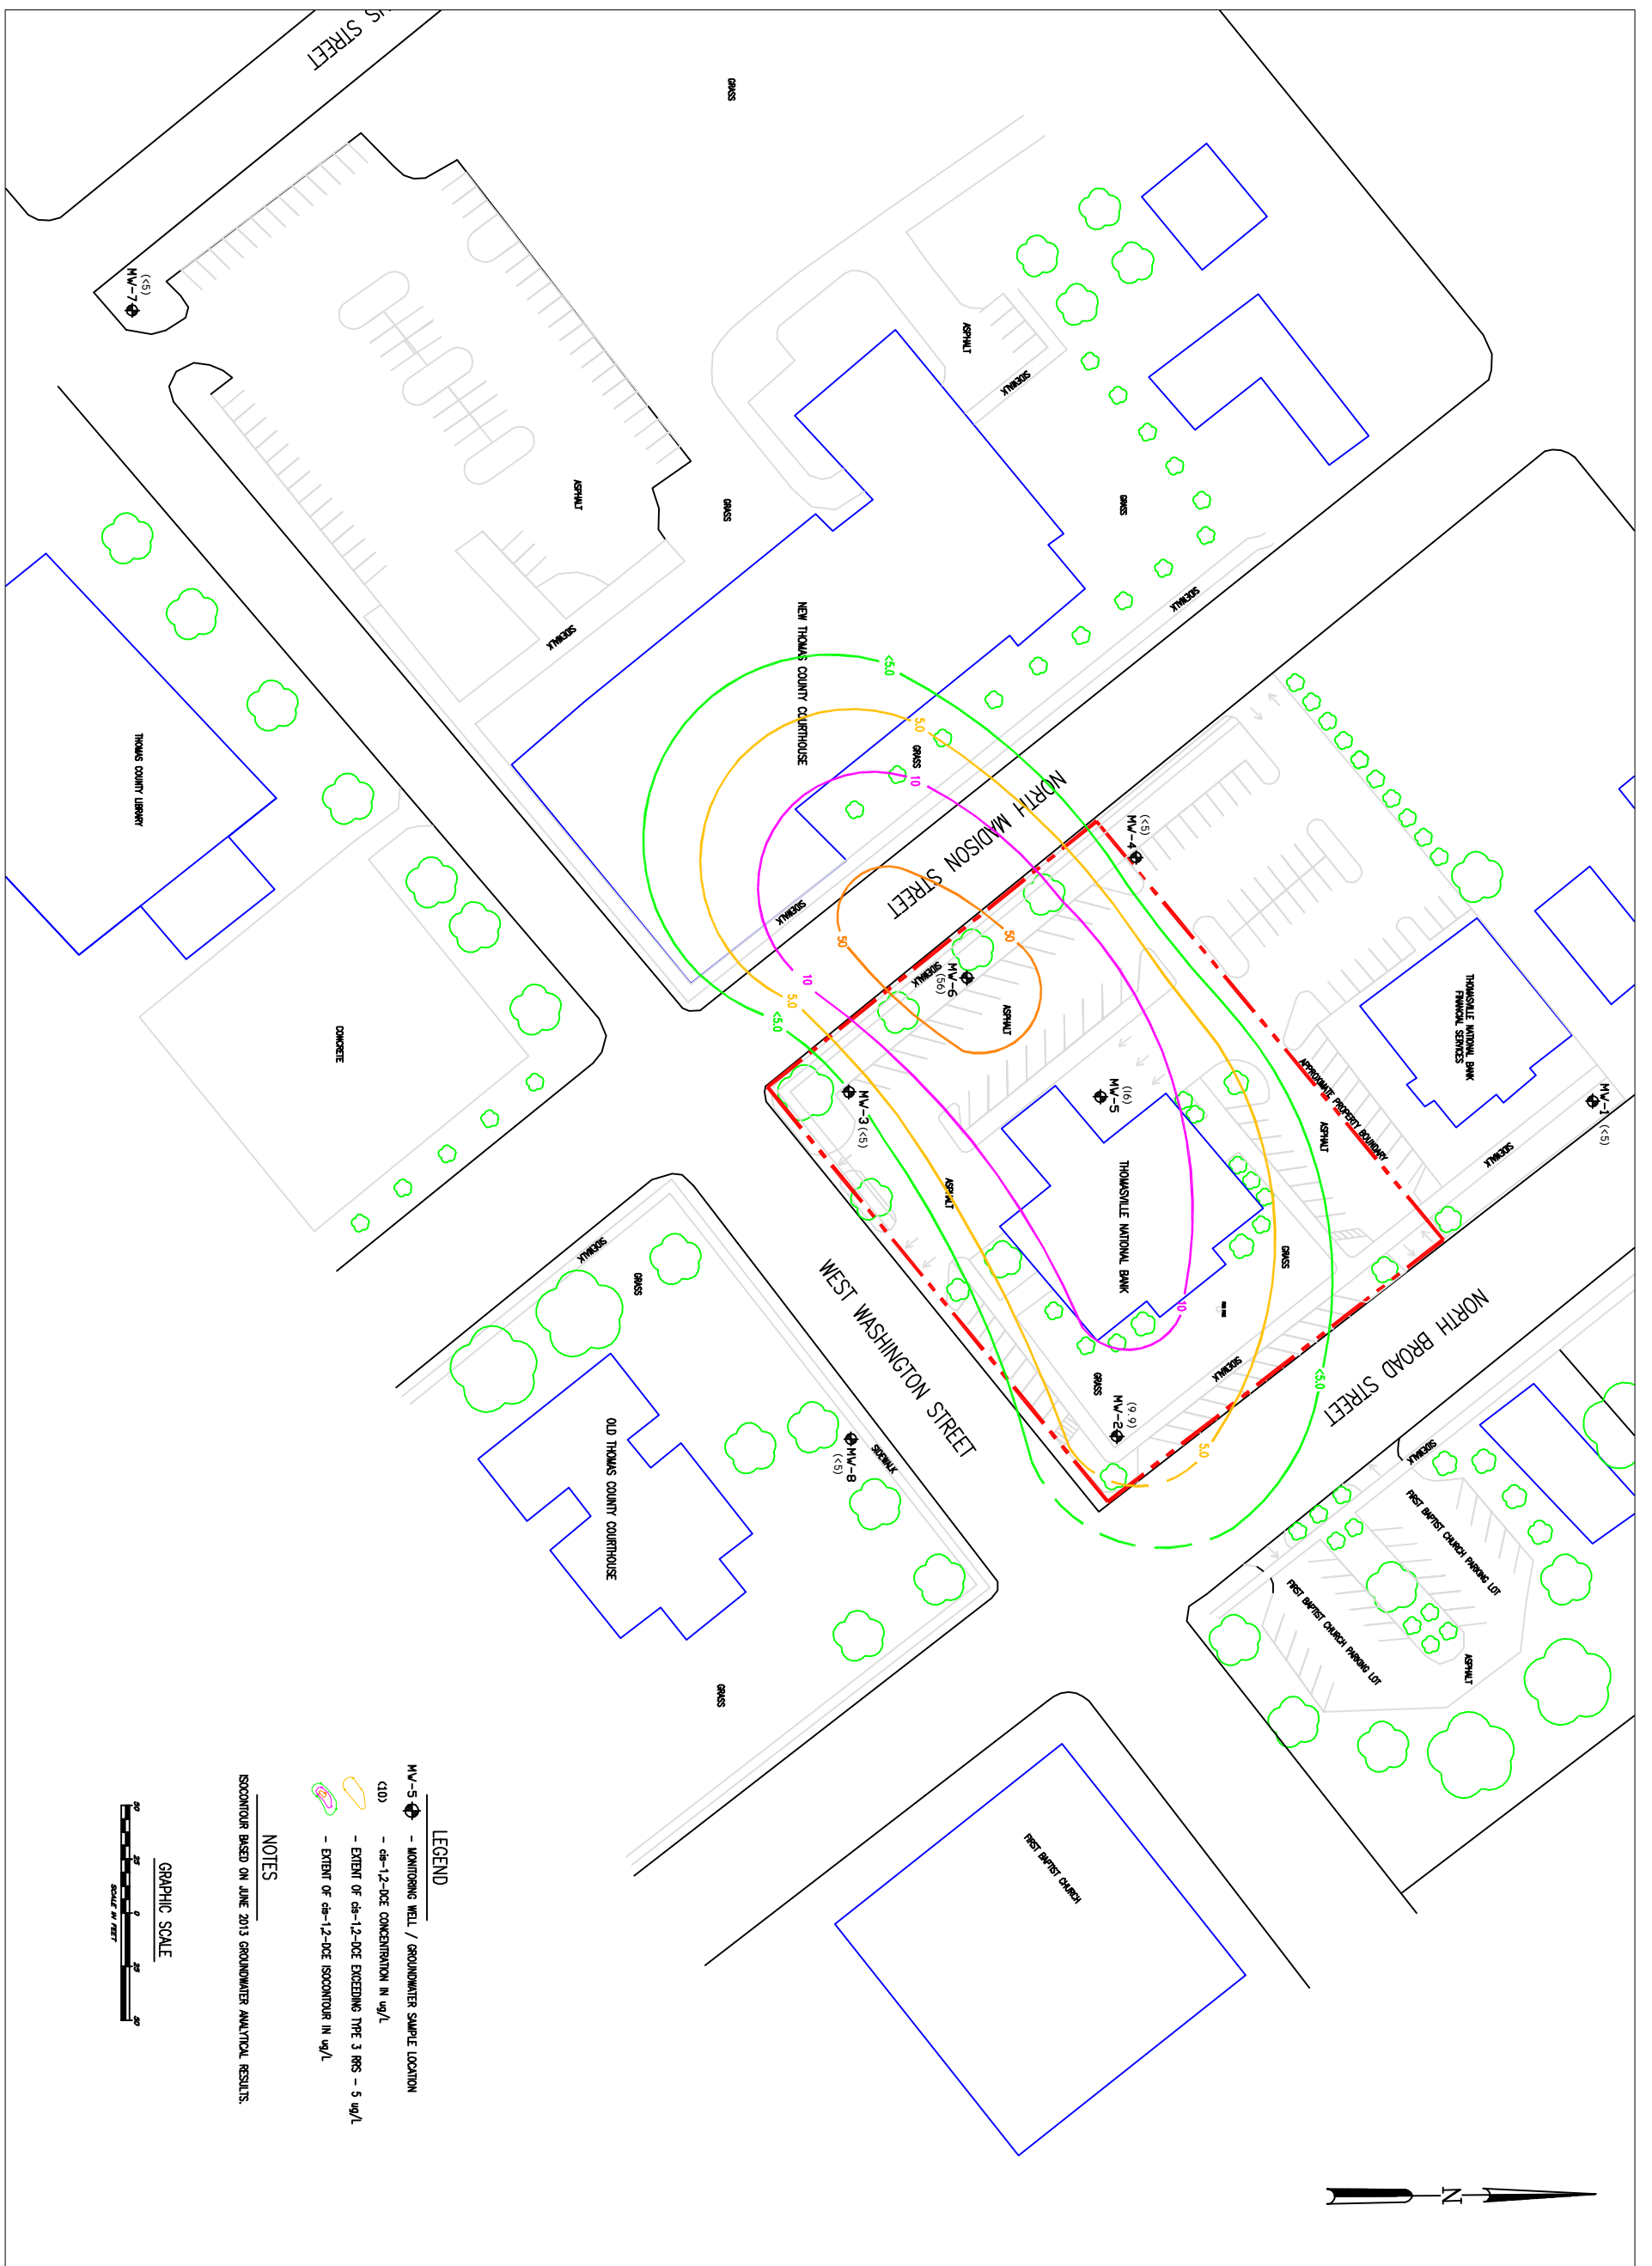 US STREET
GRASS
(<5)
MW-7
ASPHALT
SIDEWALK
ASPHALT
GRASS
GRASS
SIDEWALK
SIDEWALK
NEW THOMAS COUNTY COURTHOUSE
THOMAS COUNTY LIBRARY
<5.0
5.0
GRASS
10
NORTH MADISON STREET
SIDEWALK
50
50
10
5.0
<5.0
(<5)
MW-4
MW-6
(56)
SIDEWALK
ASPHALT
CONCRETE
THOMASVILLE NATIONAL BANK
FINANCIAL SERVICES
APPROXIMATE PROPERTY BOUNDARY
MW-1 (<5)
SIDEWALK
ASPHALT
(16)
MW-5
MW-3 (<5)
ASPHALT
THOMASVILLE NATIONAL BANK
GRASS
10
SIDEWALK
GRASS
(9.9)
MW-2
5.0
<5.0
NORTH BROAD STREET
WEST WASHINGTON STREET
SIDEWALK
GRASS
OLD THOMAS COUNTY COURTHOUSE
MW-8
(<5)
SIDEWALK
GRASS
SIDEWALK
FIRST BAPTIST CHURCH PARKING LOT
FIRST BAPTIST CHURCH PARKING LOT
ASPHALT
FIRST BAPTIST CHURCH
LEGEND
MW-5 - MONITORING WELL / GROUNDWATER SAMPLE LOCATION
(10) - cis-1,2-DCE CONCENTRATION IN ug/L
- EXTENT OF cis-1,2-DCE EXCEEDING TYPE 3 RRS - 5 ug/L
- EXTENT OF cis-1,2-DCE ISOCONTOUR IN ug/L
NOTES
ISOCONTOUR BASED ON JUNE 2013 GROUNDWATER ANALYTICAL RESULTS.
GRAPHIC SCALE
50 25 0 25 50
SCALE IN FEET
N